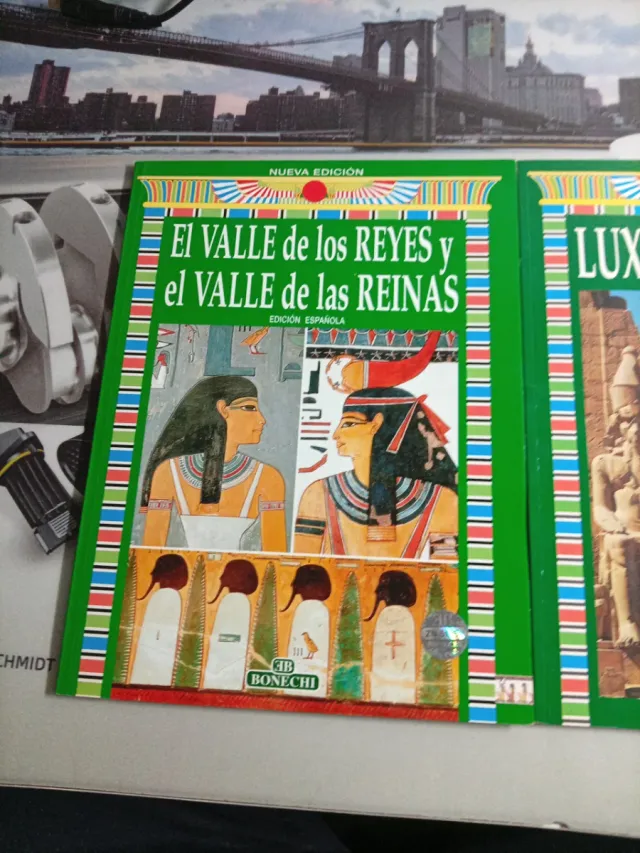 NUEVA EDICIÓN
El VALLE de los REYES y
el VALLE de las REINAS
EDICIÓN ESPAÑOLA
BONECHI
LUX
CHMIDT